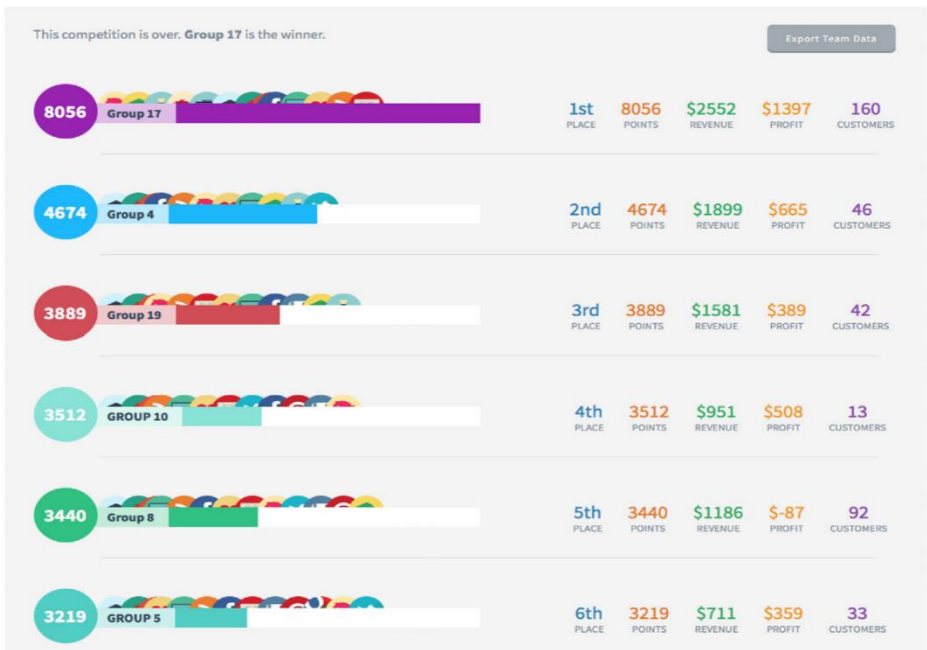 This competition is over. Group 17 is the winner.
Export Team Data
8056 Group 17 1st 8056 $2552 $1397 160
PLACE POINTS REVENUE PROFIT CUSTOMERS
4674 Group 4 2nd 4674 $1899 $665 46
PLACE POINTS REVENUE PROFIT CUSTOMERS
3889 Group 19 3rd 3889 $1581 $389 42
PLACE POINTS REVENUE PROFIT CUSTOMERS
3512 GROUP 10 4th 3512 $951 $508 13
PLACE POINTS REVENUE PROFIT CUSTOMERS
3440 Group 8 5th 3440 $1186 $-87 92
PLACE POINTS REVENUE PROFIT CUSTOMERS
3219 GROUP 5 6th 3219 $711 $359 33
PLACE POINTS REVENUE PROFIT CUSTOMERS